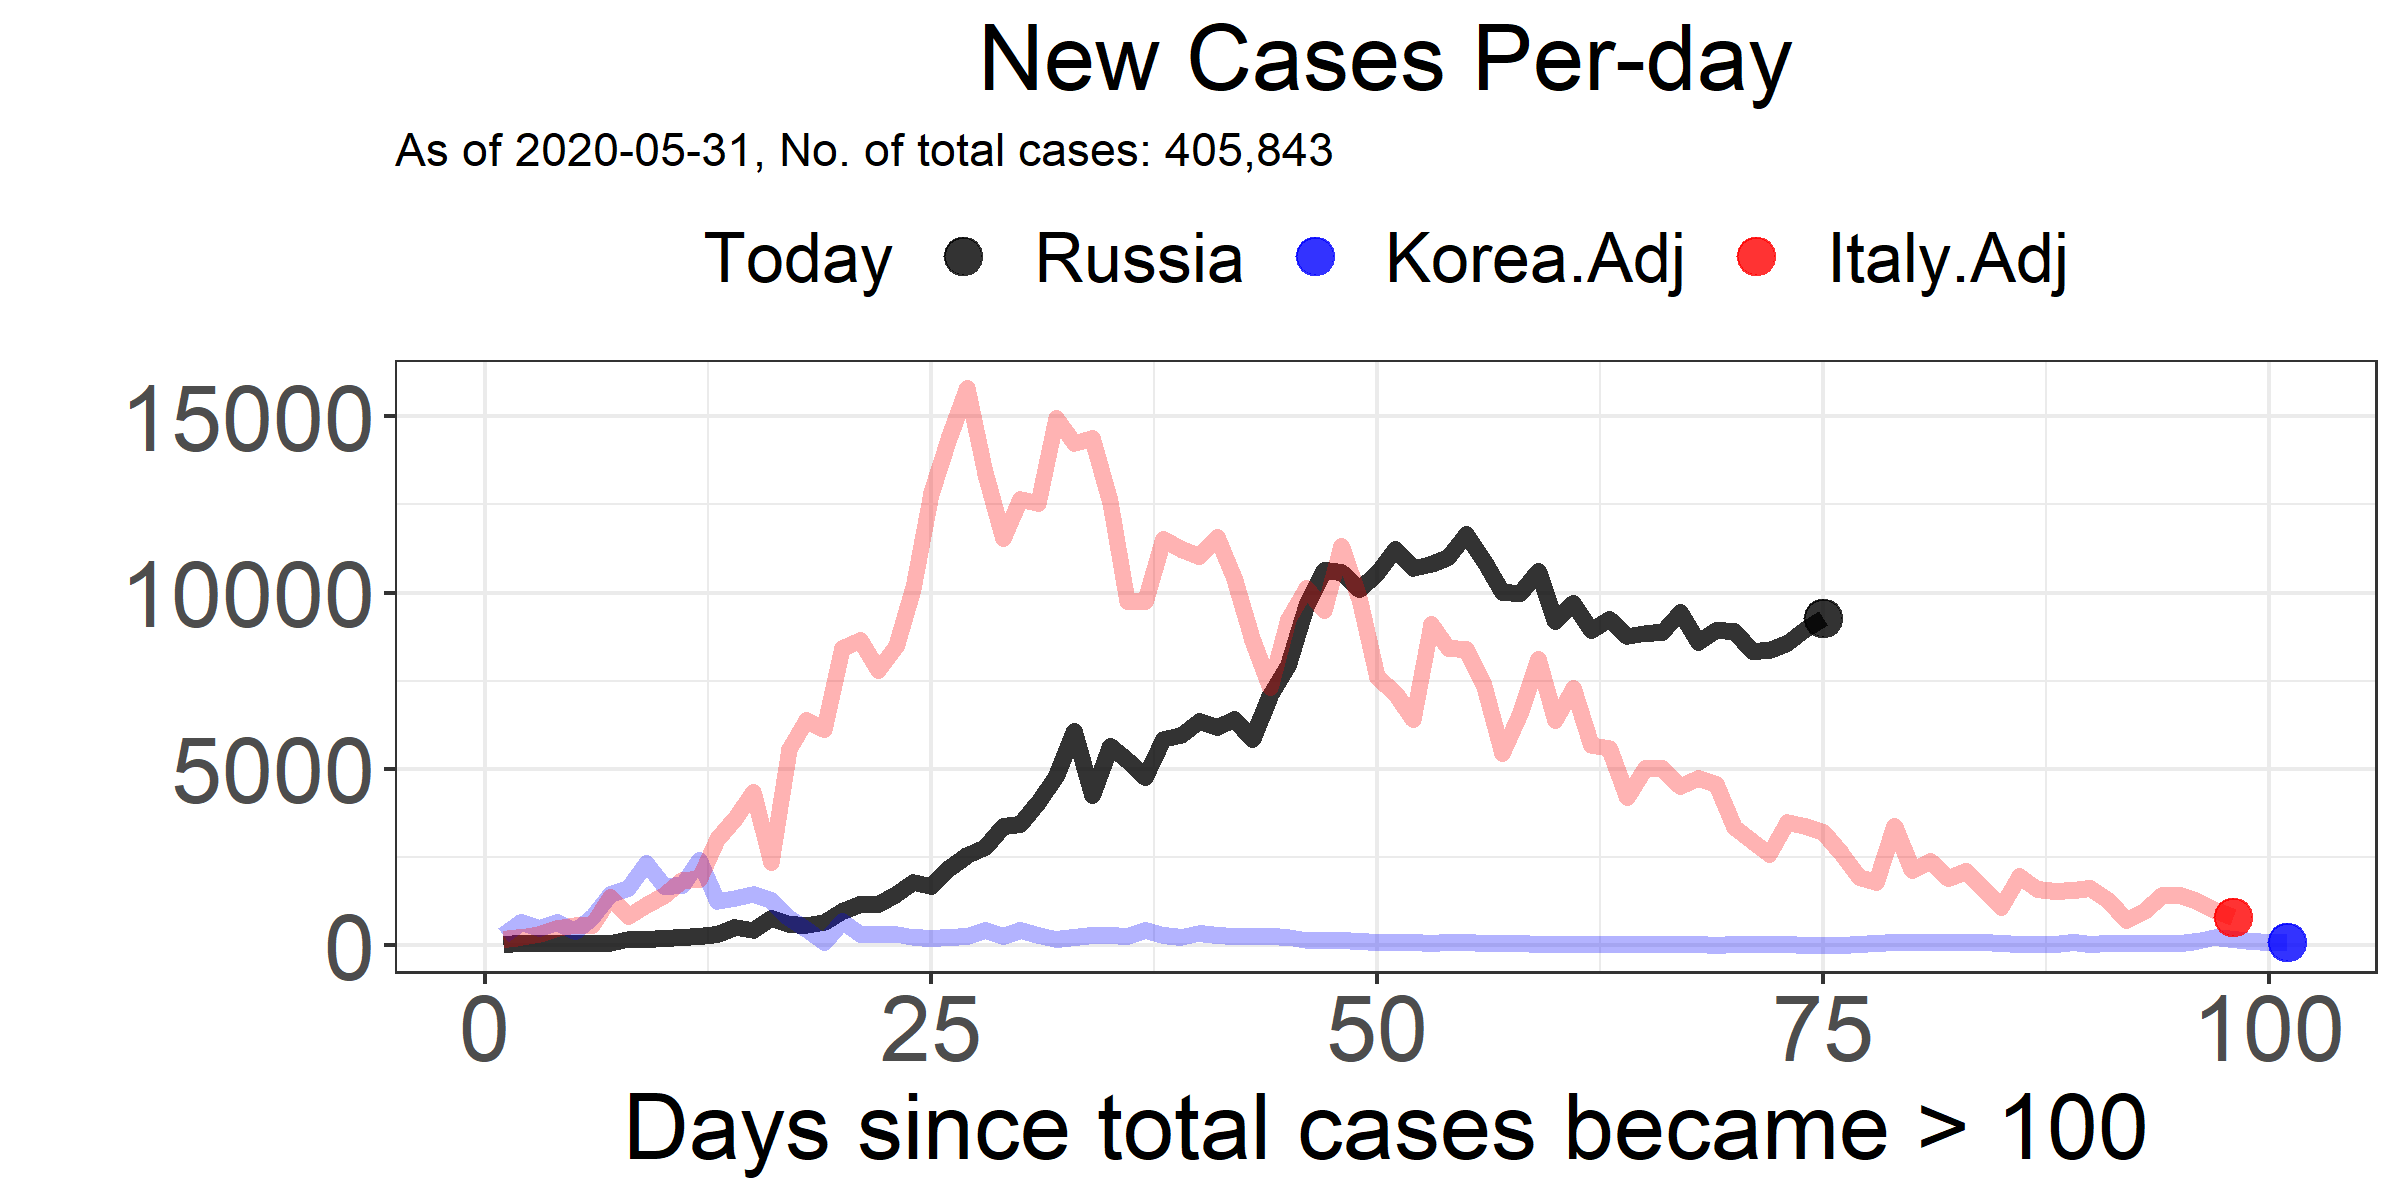 New Cases Per-day
As of 2020-05-31, No. of total cases: 405,843
Today Russia Korea.Adj Italy.Adj
15000
10000
5000
0
0 25 50 75 100
Days since total cases became > 100